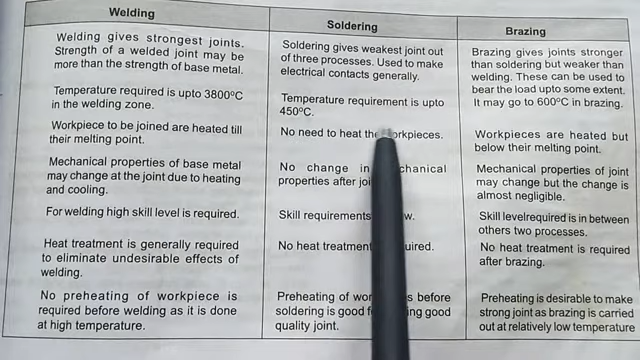 Welding
Soldering
Brazing
Welding gives strongest joints.
Strength of a welded joint may be
more than the strength of base metal.
Soldering gives weakest joint out
of three processes. Used to make
electrical contacts generally.
Brazing gives joints stronger
than soldering but weaker than
welding. These can be used to
bear the load upto some extent.
It may go to 600°C in brazing.
Temperature required is upto 3800°C
in the welding zone.
Temperature requirement is upto
450°C.
Workpiece to be joined are heated till
their melting point.
No need to heat the workpieces.
Workpieces are heated but
below their melting point.
Mechanical properties of base metal
may change at the joint due to heating
and cooling.
No change in
properties after
Mechanical properties of joint
may change but the change is
almost negligible.
For welding high skill level is required.
Skill requirements
Skill levelrequired is in between
others two processes.
Heat treatment is generally required
to eliminate undesirable effects of
welding.
No heat treatment
No heat treatment is required
after brazing.
No preheating of workpiece is
required before welding as it is done
at high temperature.
Preheating of before
soldering is good good
quality joint.
Preheating is desirable to make
strong joint as brazing is carried
out at relatively low temperature